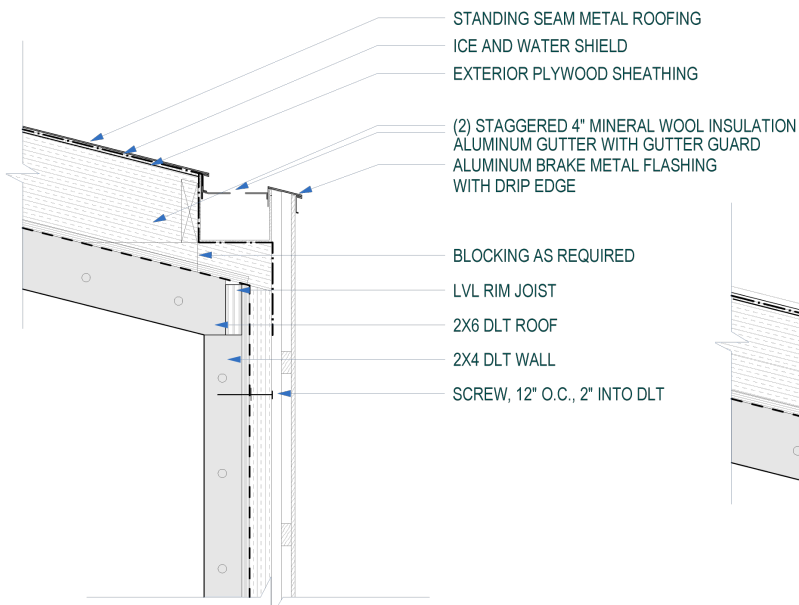 STANDING SEAM METAL ROOFING
ICE AND WATER SHIELD
EXTERIOR PLYWOOD SHEATHING
(2) STAGGERED 4" MINERAL WOOL INSULATION
ALUMINUM GUTTER WITH GUTTER GUARD
ALUMINUM BRAKE METAL FLASHING
WITH DRIP EDGE
BLOCKING AS REQUIRED
LVL RIM JOIST
2X6 DLT ROOF
2X4 DLT WALL
SCREW, 12" O.C., 2" INTO DLT